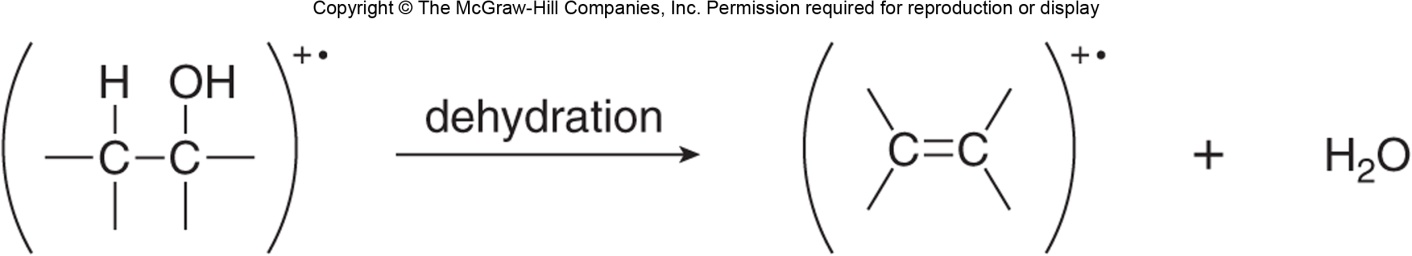 Copyright © The McGraw-Hill Companies, Inc. Permission required for reproduction or display
+• +•
H OH
dehydration
—C—C— C=C + H₂O